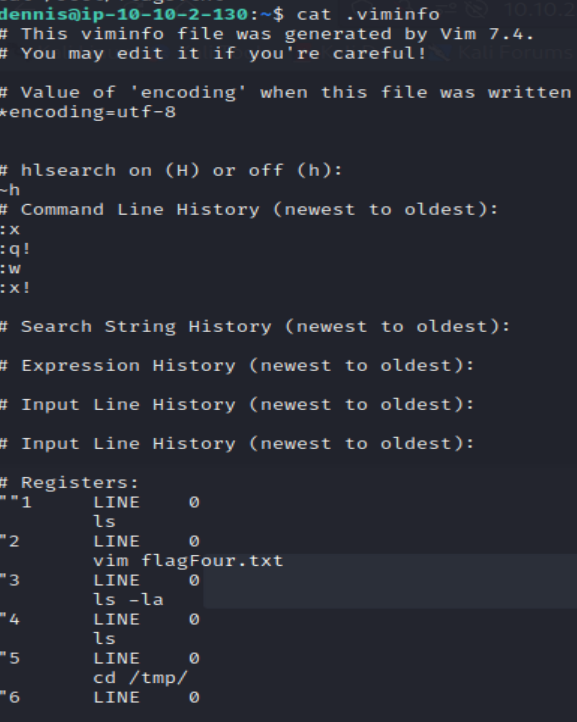 dennis@ip-10-10-2-130:~$ cat .viminfo
# This viminfo file was generated by Vim 7.4.
# You may edit it if you're careful!
# Value of 'encoding' when this file was written
*encoding=utf-8
# hlsearch on (H) or off (h):
~h
# Command Line History (newest to oldest):
:x
:q!
:w
:x!
# Search String History (newest to oldest):
# Expression History (newest to oldest):
# Input Line History (newest to oldest):
# Input Line History (newest to oldest):
# Registers:
""1 LINE 0
ls
"2 LINE 0
vim flagFour.txt
"3 LINE 0
ls -la
"4 LINE 0
ls
"5 LINE 0
cd /tmp/
"6 LINE 0